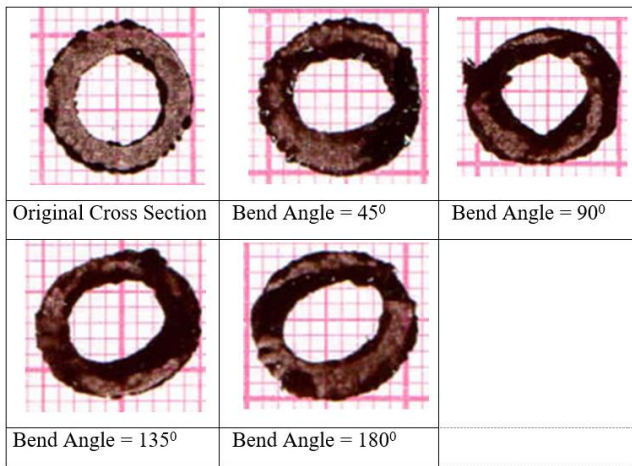 Original Cross Section
Bend Angle = 45⁰
Bend Angle = 90⁰
Bend Angle = 135⁰
Bend Angle = 180⁰